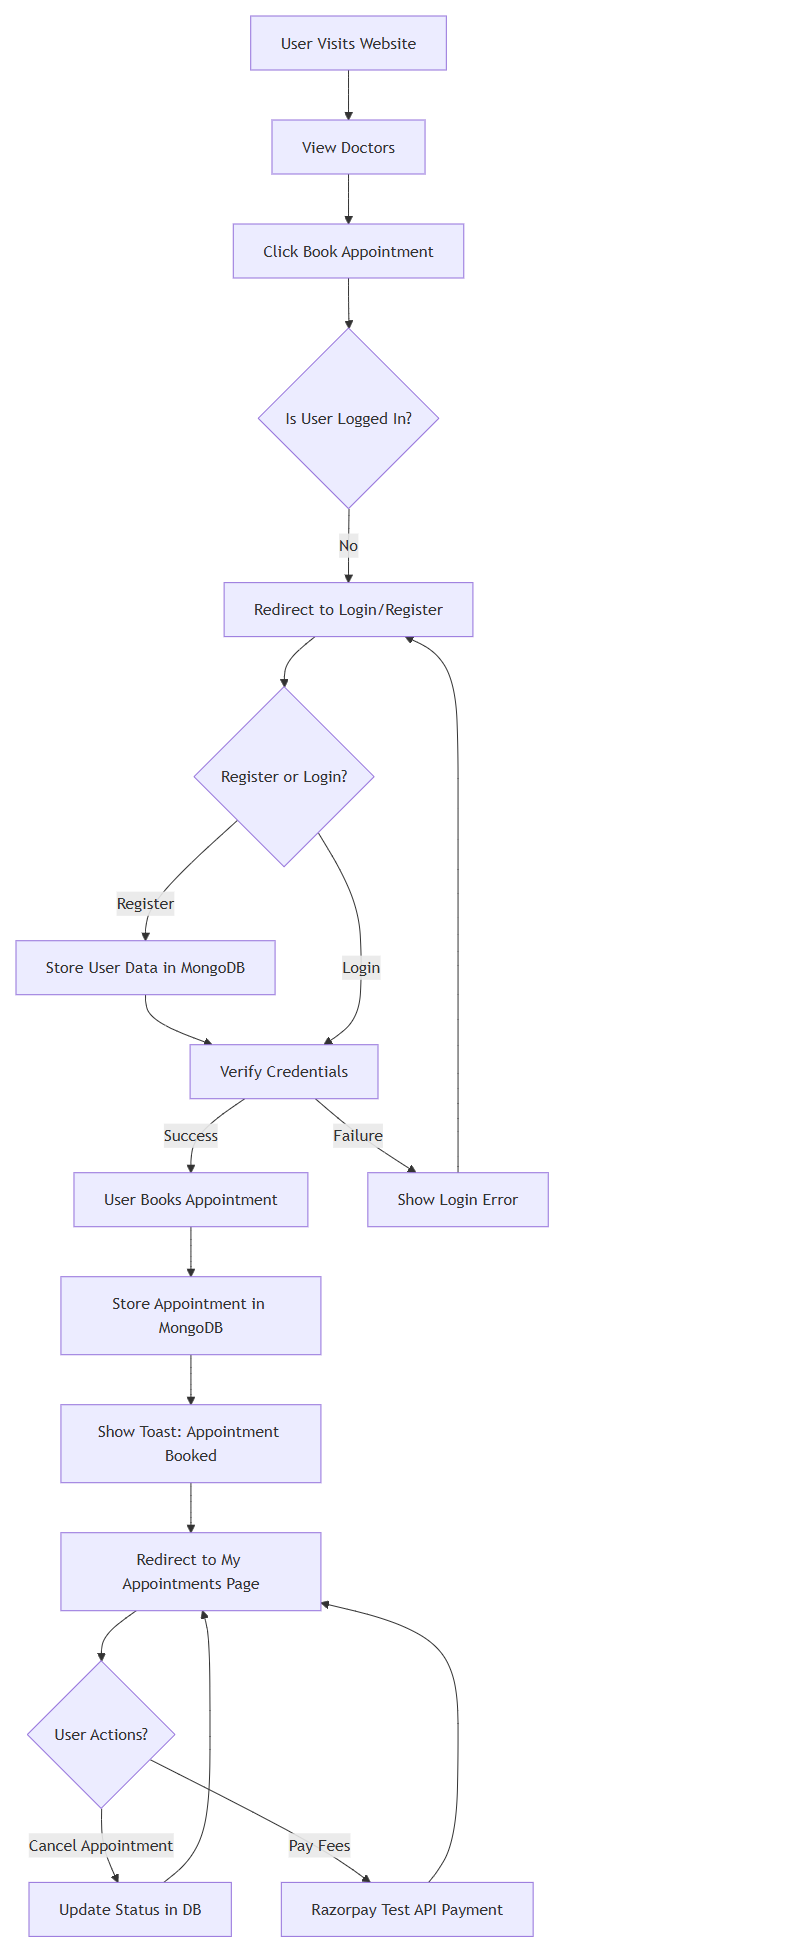 User Visits Website
View Doctors
Click Book Appointment
Is User Logged In?
No
Redirect to Login/Register
Register or Login?
Register
Store User Data in MongoDB
Login
Verify Credentials
Success
Failure
User Books Appointment
Show Login Error
Store Appointment in
MongoDB
Show Toast: Appointment
Booked
Redirect to My
Appointments Page
User Actions?
Cancel Appointment
Pay Fees
Update Status in DB
Razorpay Test API Payment